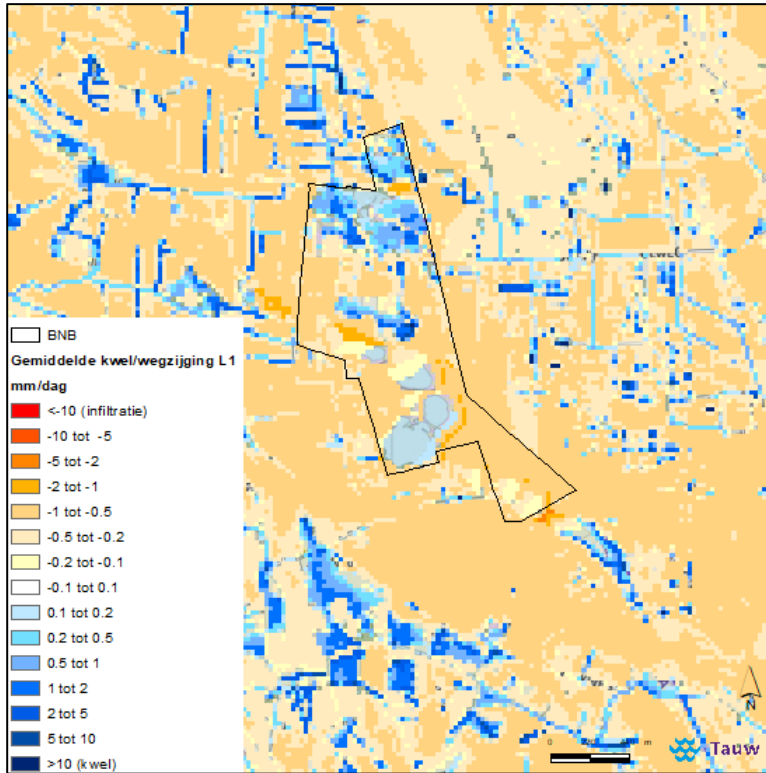 BNB
Gemiddelde kwel/wegzijging L1
mm/dag
<-10 (infiltratie)
-10 tot -5
-5 tot -2
-2 tot -1
-1 tot -0.5
-0.5 tot -0.2
-0.2 tot -0.1
-0.1 tot 0.1
0.1 tot 0.2
0.2 tot 0.5
0.5 tot 1
1 tot 2
2 tot 5
5 tot 10
>10 (kwel)
N
0
m
Tauw